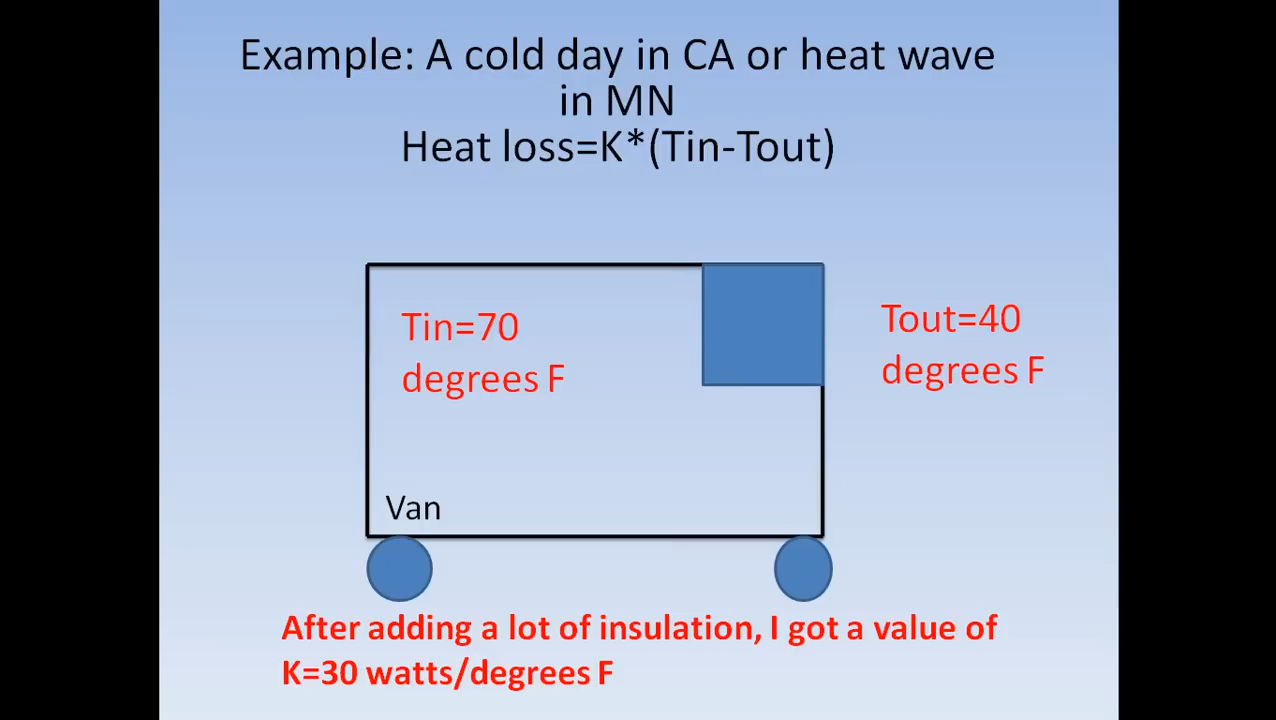 Example: A cold day in CA or heat wave
in MN
Heat loss=K*(Tin-Tout)
Tin=70
degrees F
Tout=40
degrees F
Van
After adding a lot of insulation, I got a value of
K=30 watts/degrees F